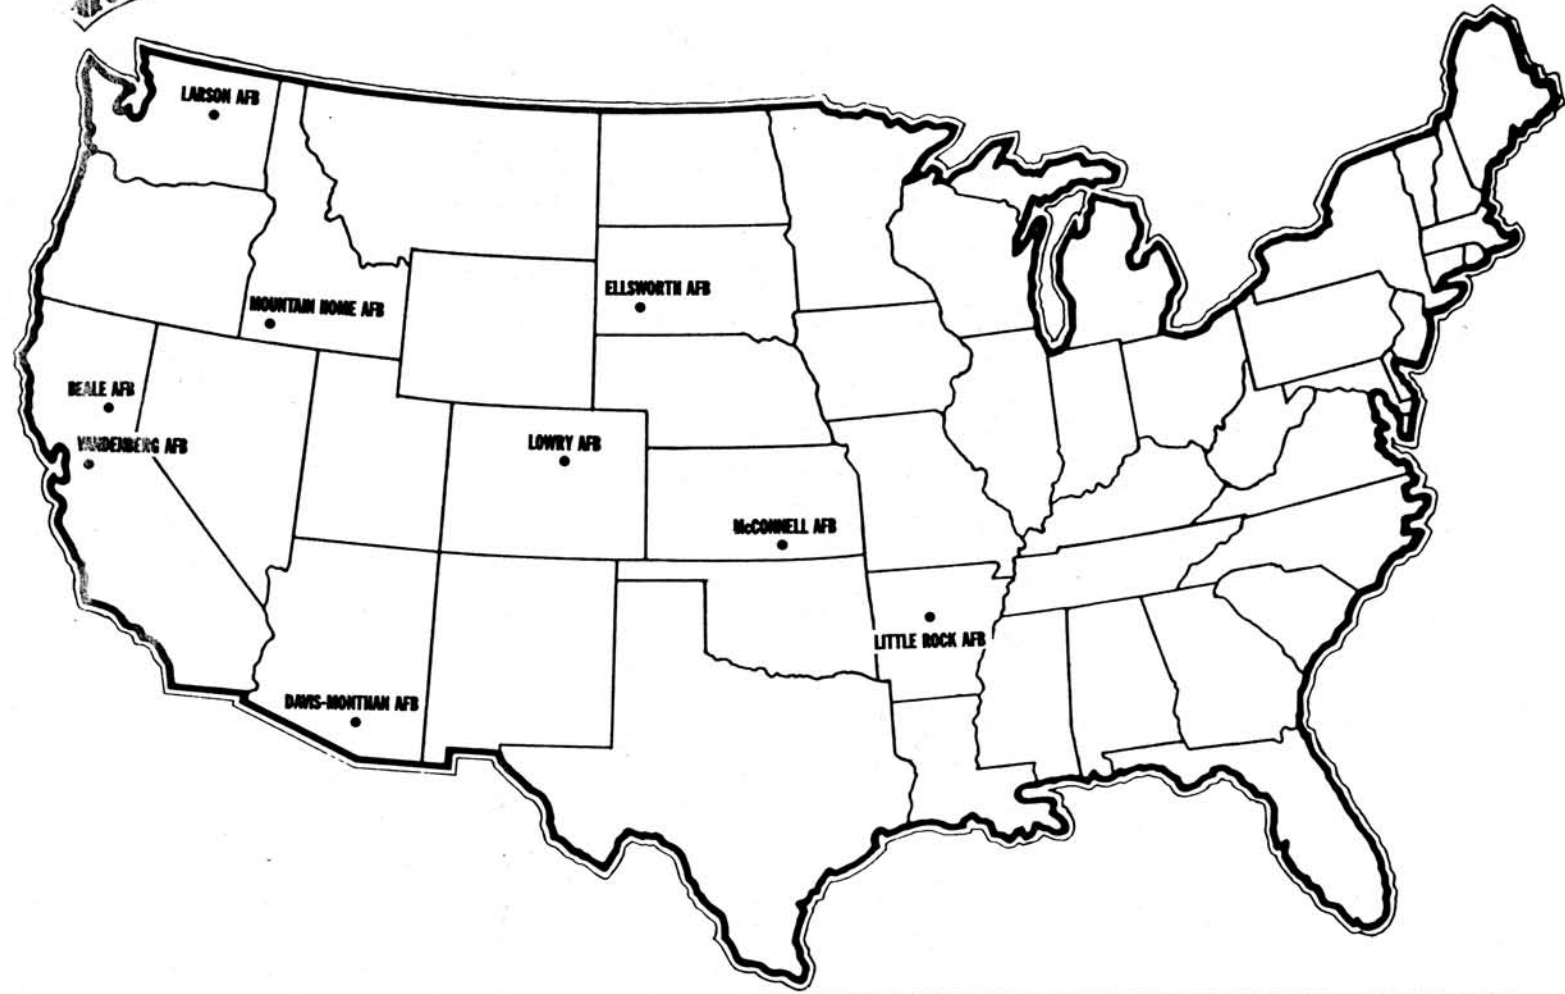 LARSON AFB
MOUNTAIN HOME AFB
ELLSWORTH AFB
BEALE AFB
VANDENBERG AFB
LOWRY AFB
McCONNELL AFB
LITTLE ROCK AFB
DAVIS-MONTHAN AFB